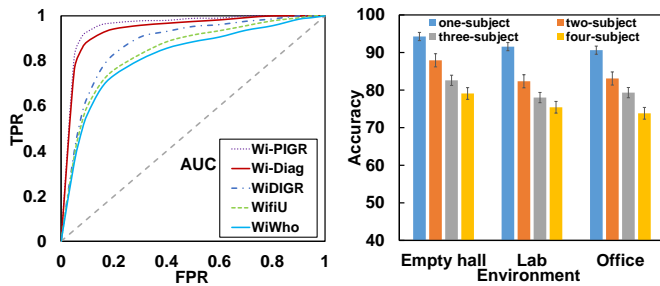 1
0.8
0.6
0.4
0.2
0
TPR
0 0.2 0.4 0.6 0.8 1
FPR
AUC
Wi-PIGR
Wi-Diag
WiDIGR
WifiU
WiWho
100
90
80
70
60
50
40
Accuracy
one-subject two-subject
three-subject four-subject
Empty hall Lab Office
Environment